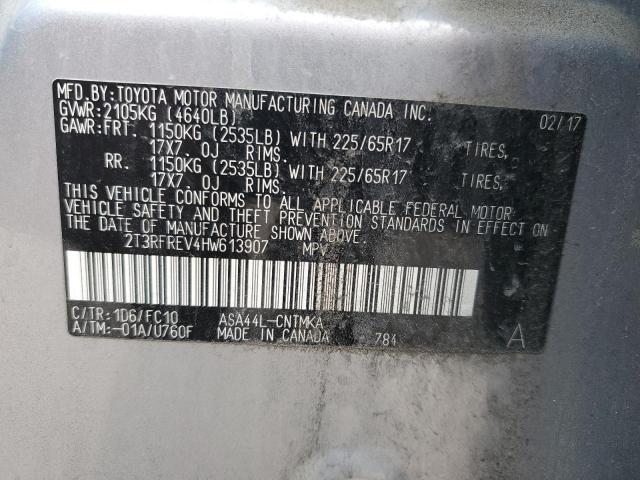 MFD.BY:TOYOTA MOTOR MANUFACTURING CANADA INC. 02/17
GVWR:2105KG (4640LB)
GAWR:FRT. 1150KG (2535LB) WITH 225/65R17 TIRES,
17X7.0J RIMS.
RR. 1150KG (2535LB) WITH 225/65R17 TIRES,
17X7.0J RIMS.
THIS VEHICLE CONFORMS TO ALL APPLICABLE FEDERAL MOTOR
VEHICLE SAFETY AND THEFT PREVENTION STANDARDS IN EFFECT ON
THE DATE OF MANUFACTURE SHOWN ABOVE.
2T3RFREV4HW613907 MPV
C/TR:1D6/FC10 ASA44L-CNTMKA
A/TM:-01A/U760F MADE IN CANADA 784 A